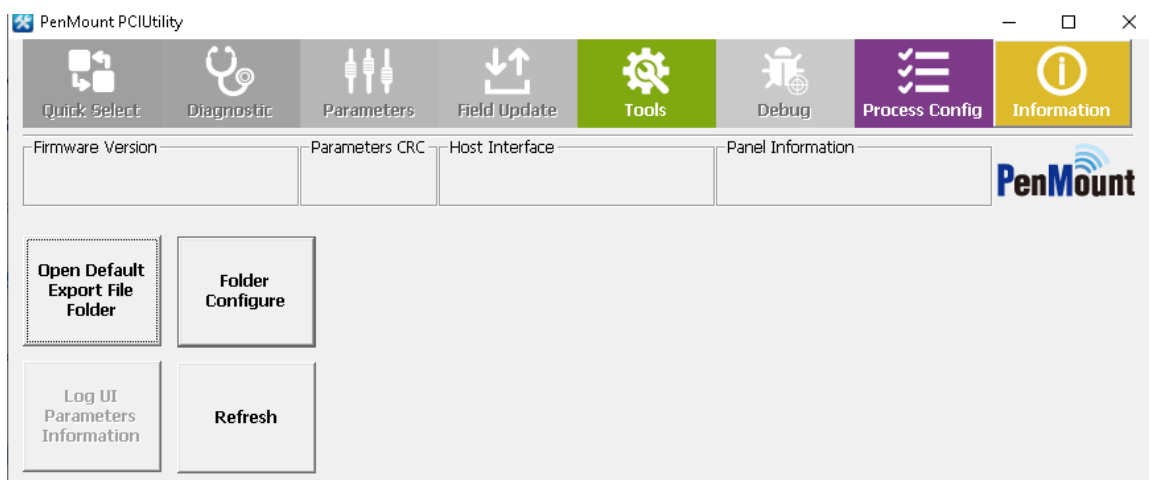 PenMount PCIUtility
Quick Select Diagnostic Parameters Field Update Tools Debug Process Config Information
Firmware Version Parameters CRC Host Interface Panel Information
PenMount
Open Default
Export File
Folder
Folder
Configure
Log UI
Parameters
Information
Refresh